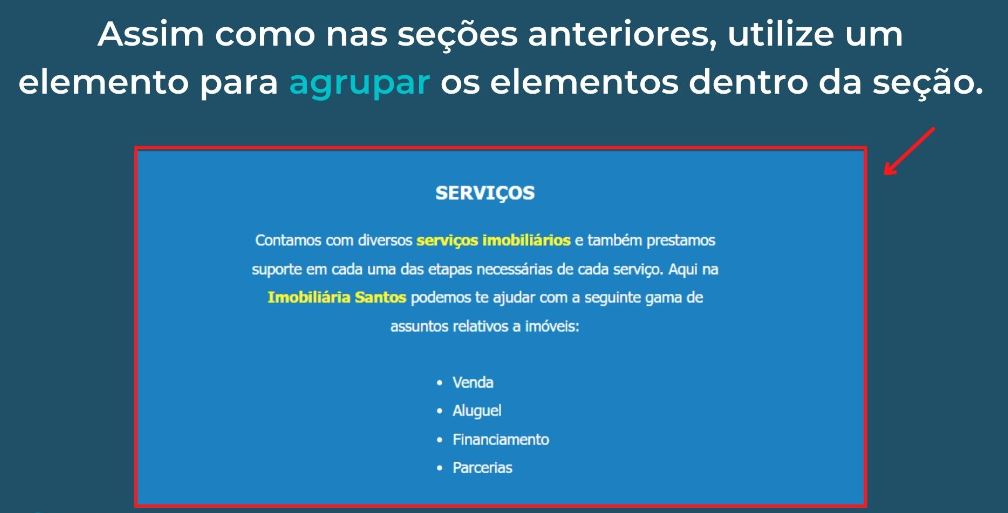 Assim como nas seções anteriores, utilize um
elemento para agrupar os elementos dentro da seção.
SERVIÇOS
Contamos com diversos serviços imobiliários e também prestamos
suporte em cada uma das etapas necessárias de cada serviço. Aqui na
Imobiliária Santos podemos te ajudar com a seguinte gama de
assuntos relativos a imóveis:
• Venda
• Aluguel
• Financiamento
• Parcerias